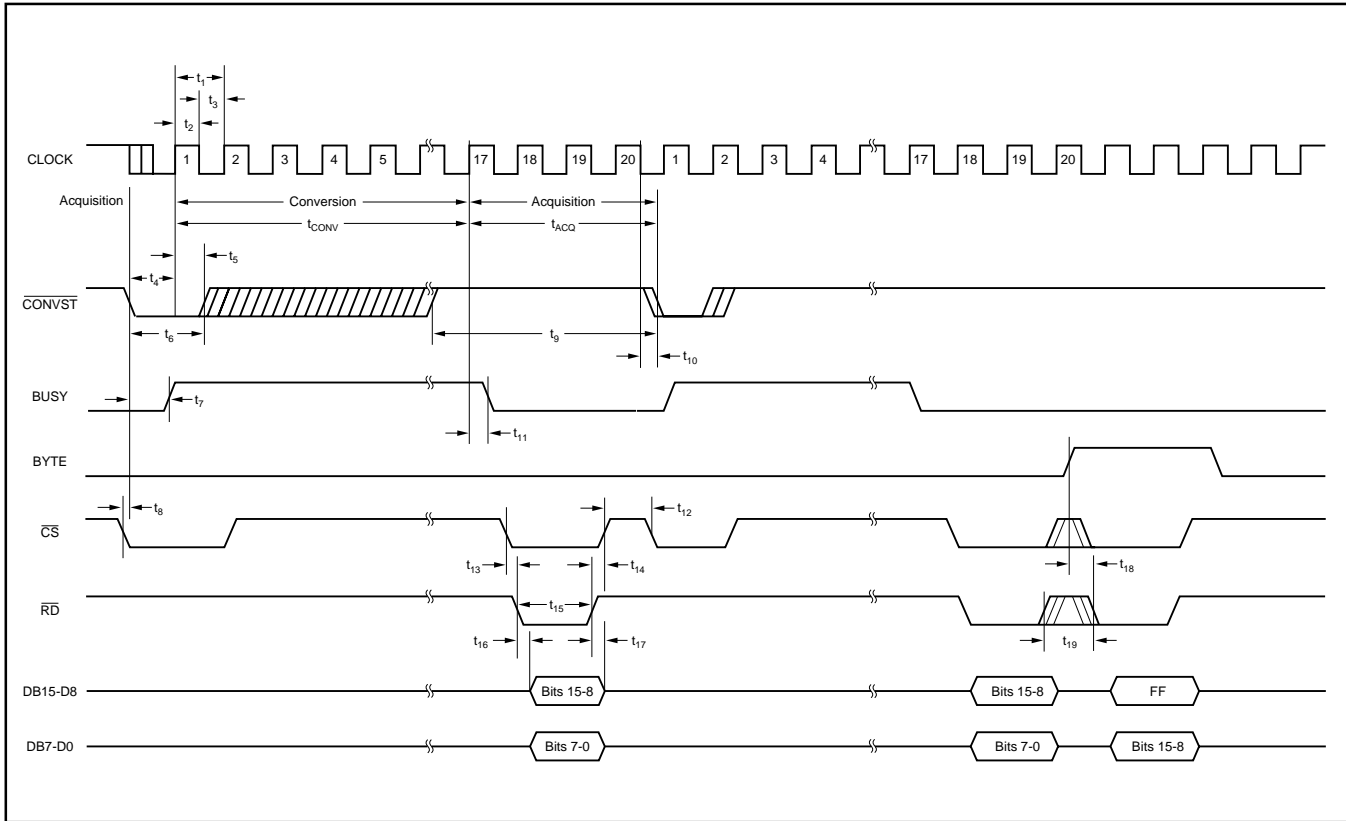 t1
t3
t2
CLOCK 1 2 3 4 5 17 18 19 20 1 2 3 4 17 18 19 20
Acquisition Conversion Acquisition
tCONV tACQ
t5
t4
CONVST
t6 t9
t10
BUSY
t7
t11
BYTE
t8 t12
CS
t13 t14 t18
RD
t15
t16 t17 t19
DB15-D8 Bits 15-8 Bits 15-8 FF
DB7-D0 Bits 7-0 Bits 7-0 Bits 15-8